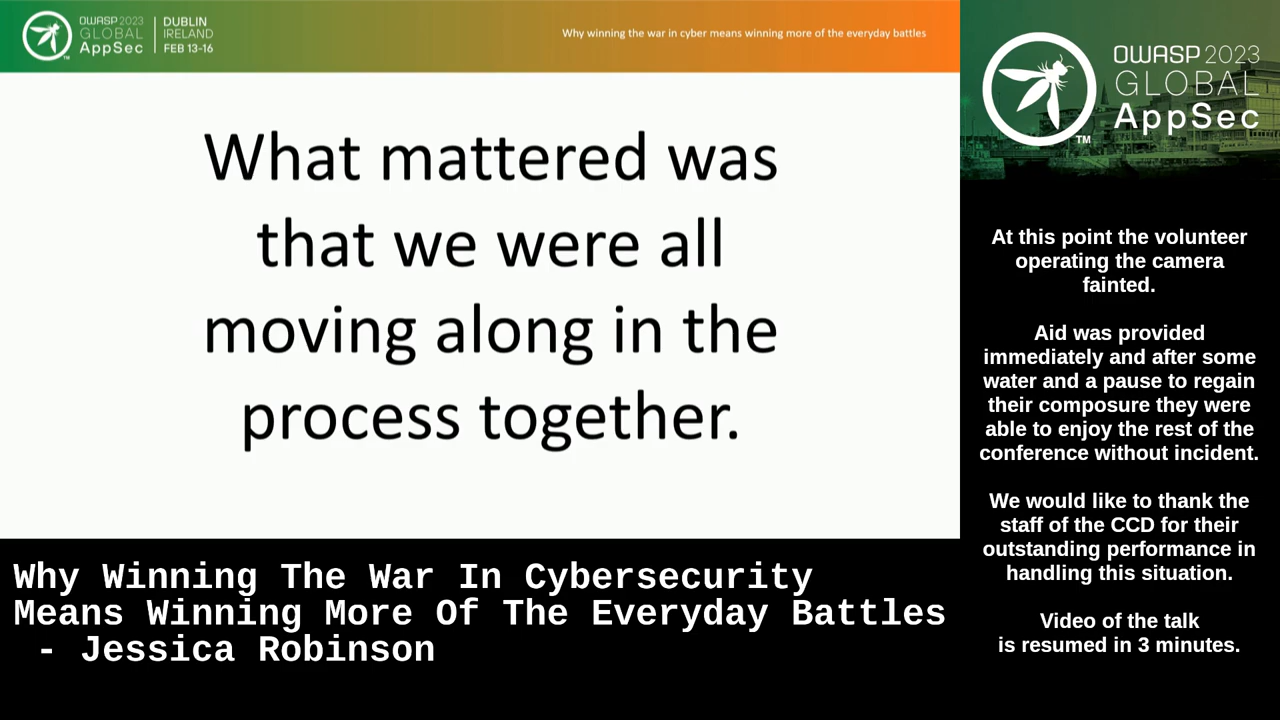 OWASP 2023
GLOBAL
AppSec
DUBLIN
IRELAND
FEB 13-16
Why winning the war in cyber means winning more of the everyday battles
What mattered was
that we were all
moving along in the
process together.
Why Winning The War In Cybersecurity
Means Winning More Of The Everyday Battles
- Jessica Robinson
OWASP 2023
GLOBAL
AppSec
TM
At this point the volunteer
operating the camera
fainted.
Aid was provided
immediately and after some
water and a pause to regain
their composure they were
able to enjoy the rest of the
conference without incident.
We would like to thank the
staff of the CCD for their
outstanding performance in
handling this situation.
Video of the talk
is resumed in 3 minutes.